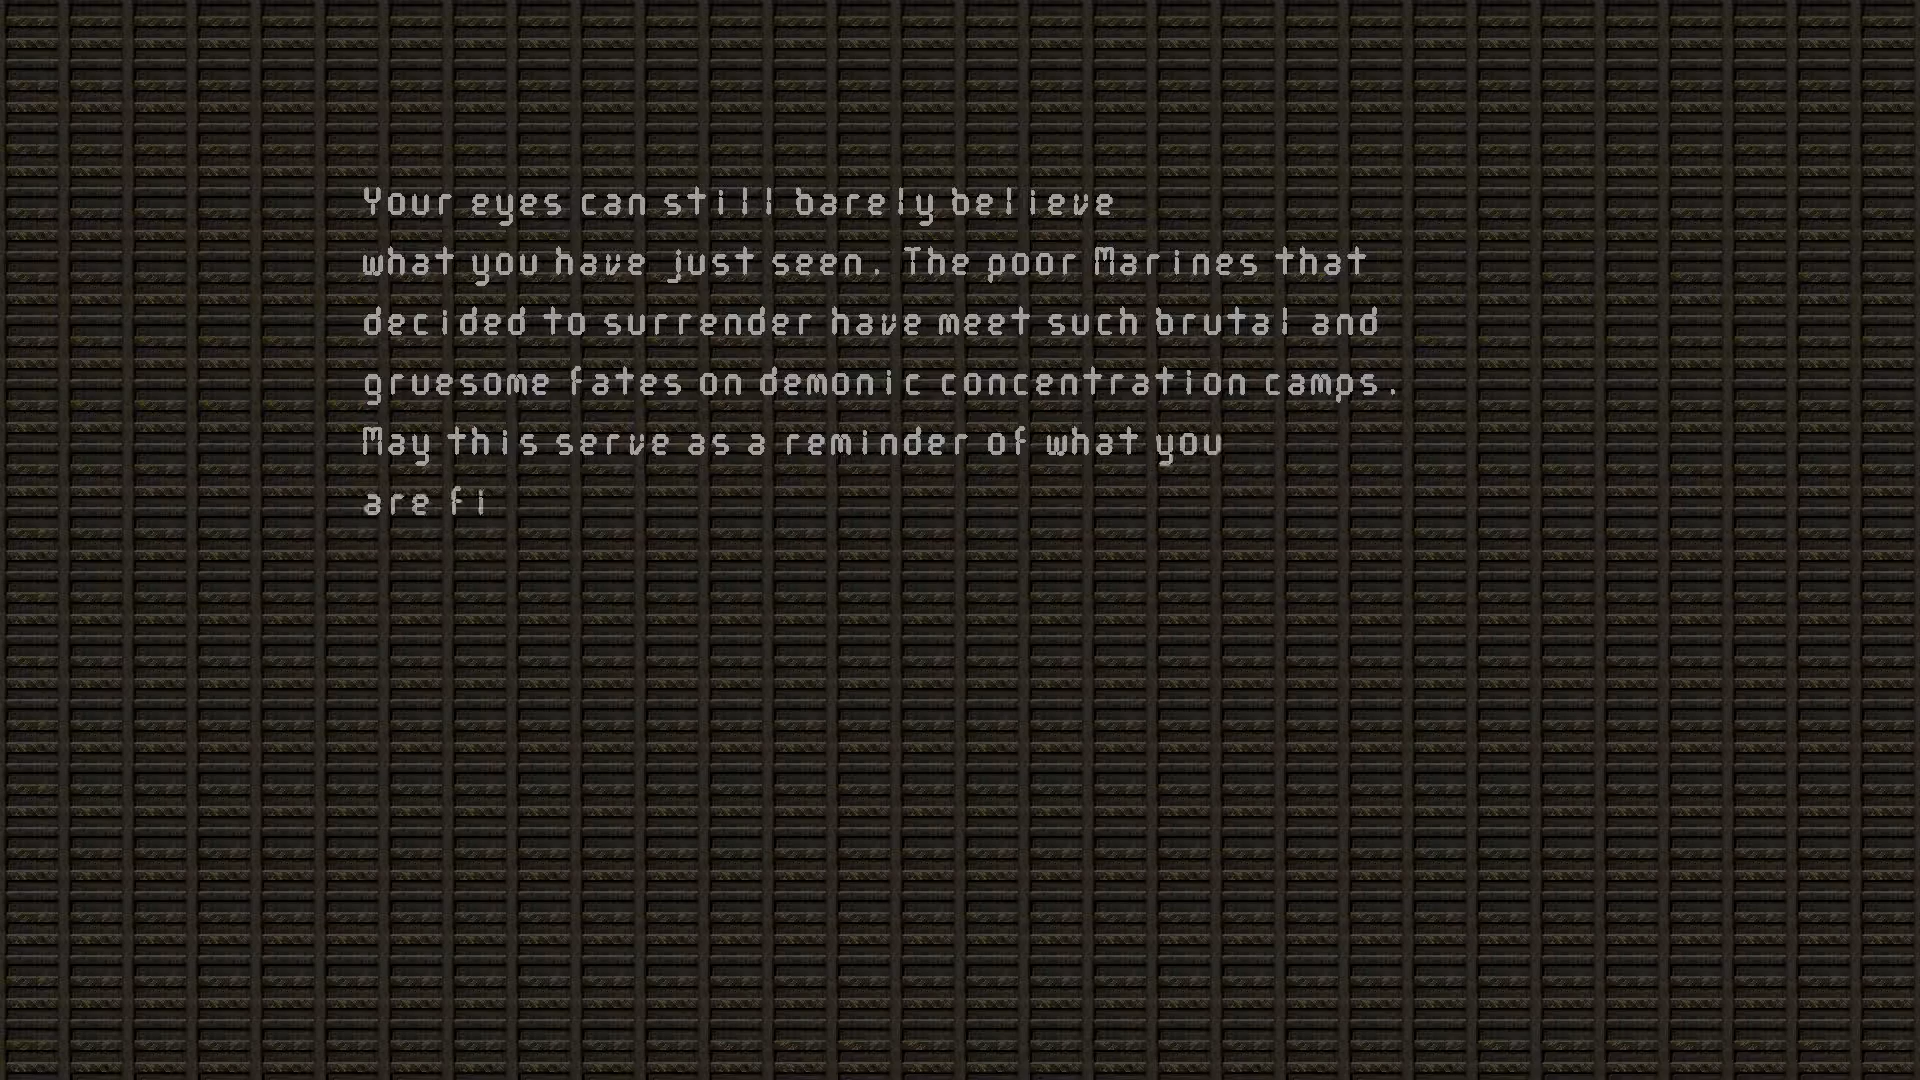 Your eyes can still barely believe
what you have just seen. The poor Marines that
decided to surrender have meet such brutal and
gruesome fates on demonic concentration camps.
May this serve as a reminder of what you
are fi